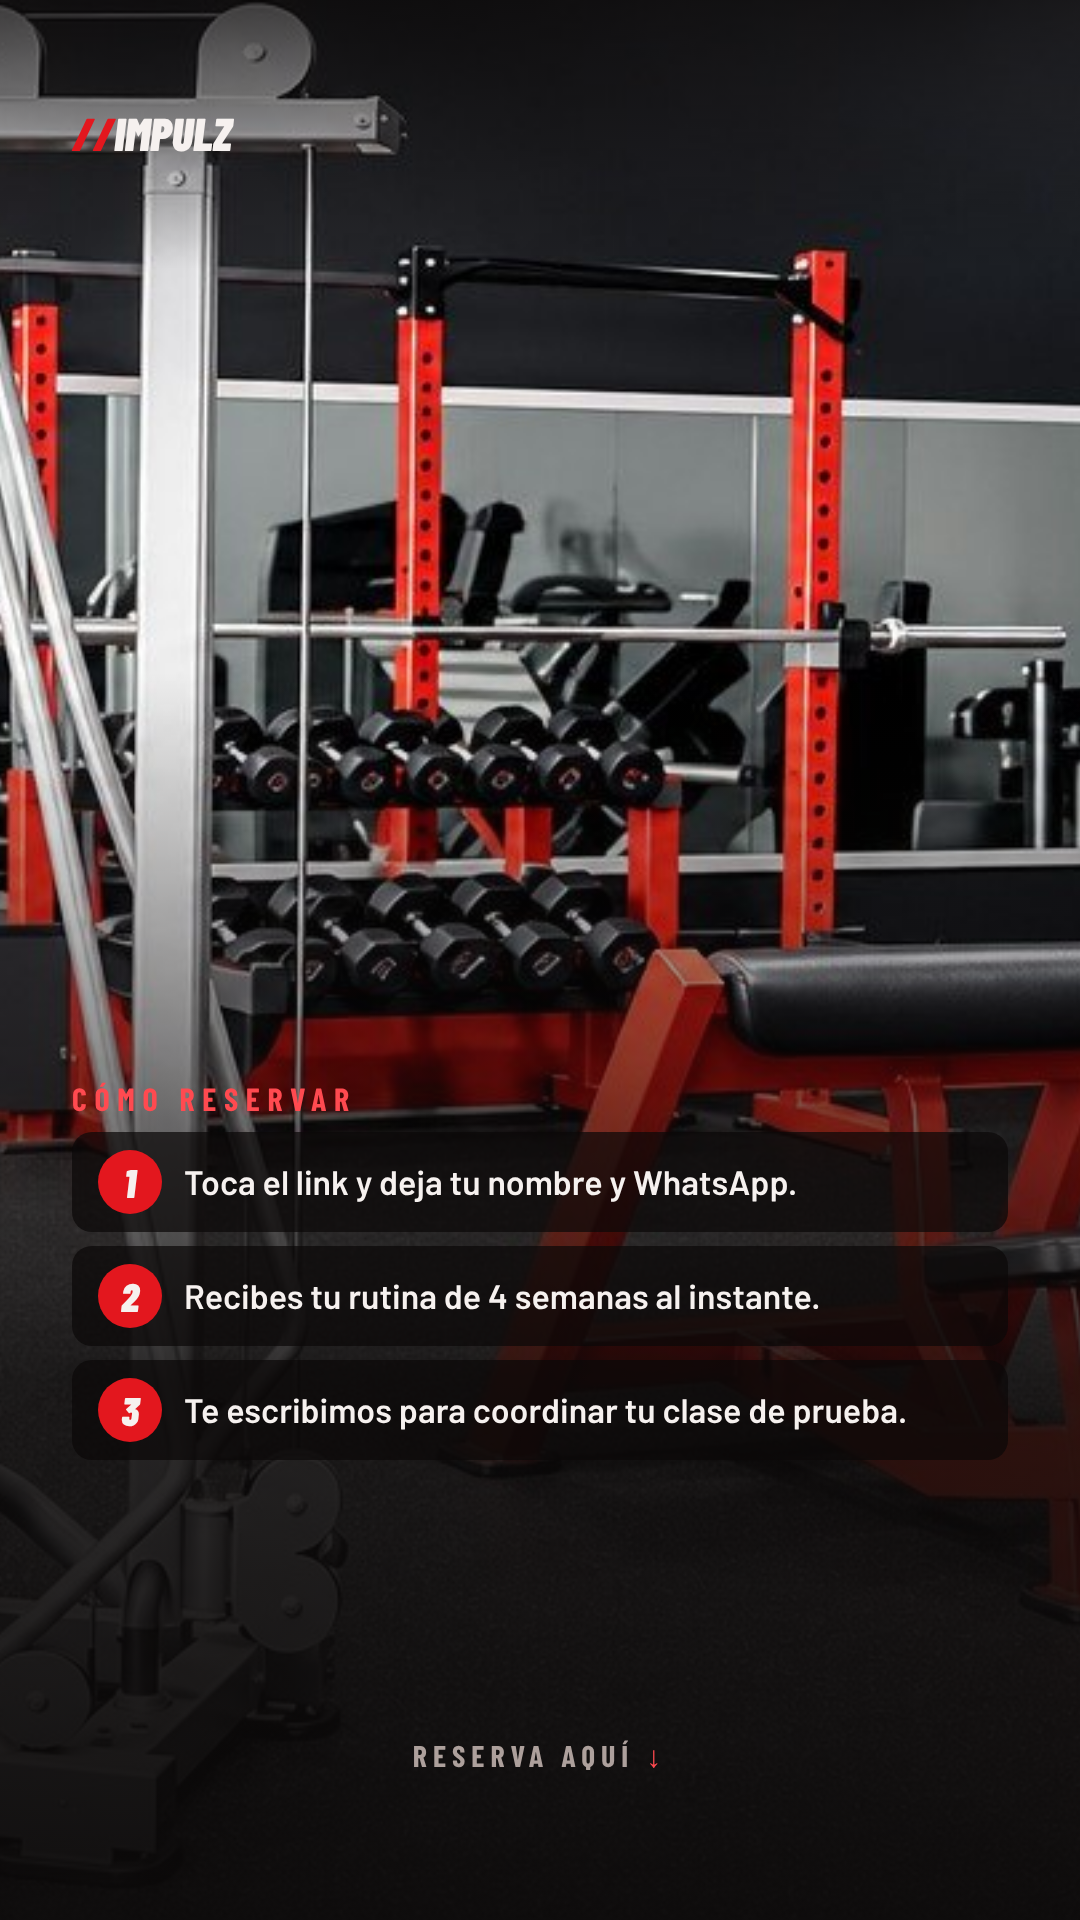 //IMPULZ
CÓMO RESERVAR
1 Toca el link y deja tu nombre y WhatsApp.
2 Recibes tu rutina de 4 semanas al instante.
3 Te escribimos para coordinar tu clase de prueba.
RESERVA AQUÍ ↓